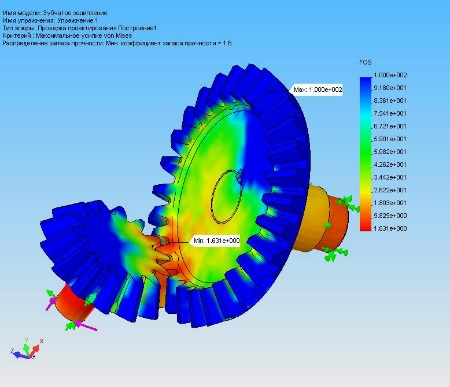 Имя модели: Зубчатое зацепление
Имя упражнения: Упражнение 1
Тип эпюры: Проверка проектирования Построение1
Критерий : Максимальное усилие von Mises
Распределение запаса прочности: Мин коэффициент запаса прочности = 1.6
FOS
Max: 1.000e+002
1.000e+002
9.180e+001
8.361e+001
7.541e+001
6.721e+001
5.901e+001
5.082e+001
4.262e+001
3.442e+001
2.622e+001
1.803e+001
9.829e+000
1.631e+000
Min: 1.631e+000
Y
X
Z